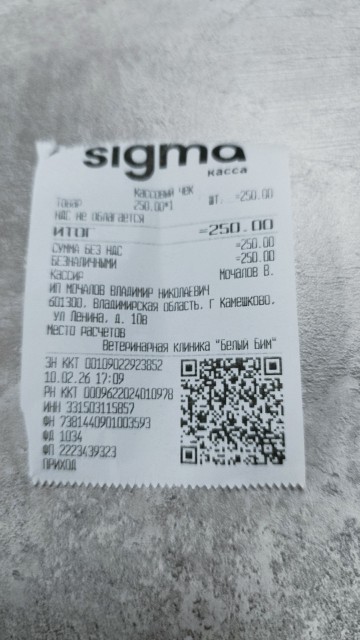 sigma
касса
Кассовый чек
Товар 250.00*1 шт. =250.00
НДС не облагается
ИТОГ =250.00
СУММА БЕЗ НДС =250.00
БЕЗНАЛИЧНЫМИ =250.00
Кассир Мочалов В.
ИП МОЧАЛОВ ВЛАДИМИР НИКОЛАЕВИЧ
601300, Владимирская область, г Камешково,
ул Ленина, д. 10в
Место расчетов
Ветеринарная клиника "Белый Бим"
ЗН ККТ 00109022923852
10.02.26 17:09
РН ККТ 0009622024010978
ИНН 331503115857
ФН 7381440901003593
ФД 1034
ФП 2223439323
ПРИХОД